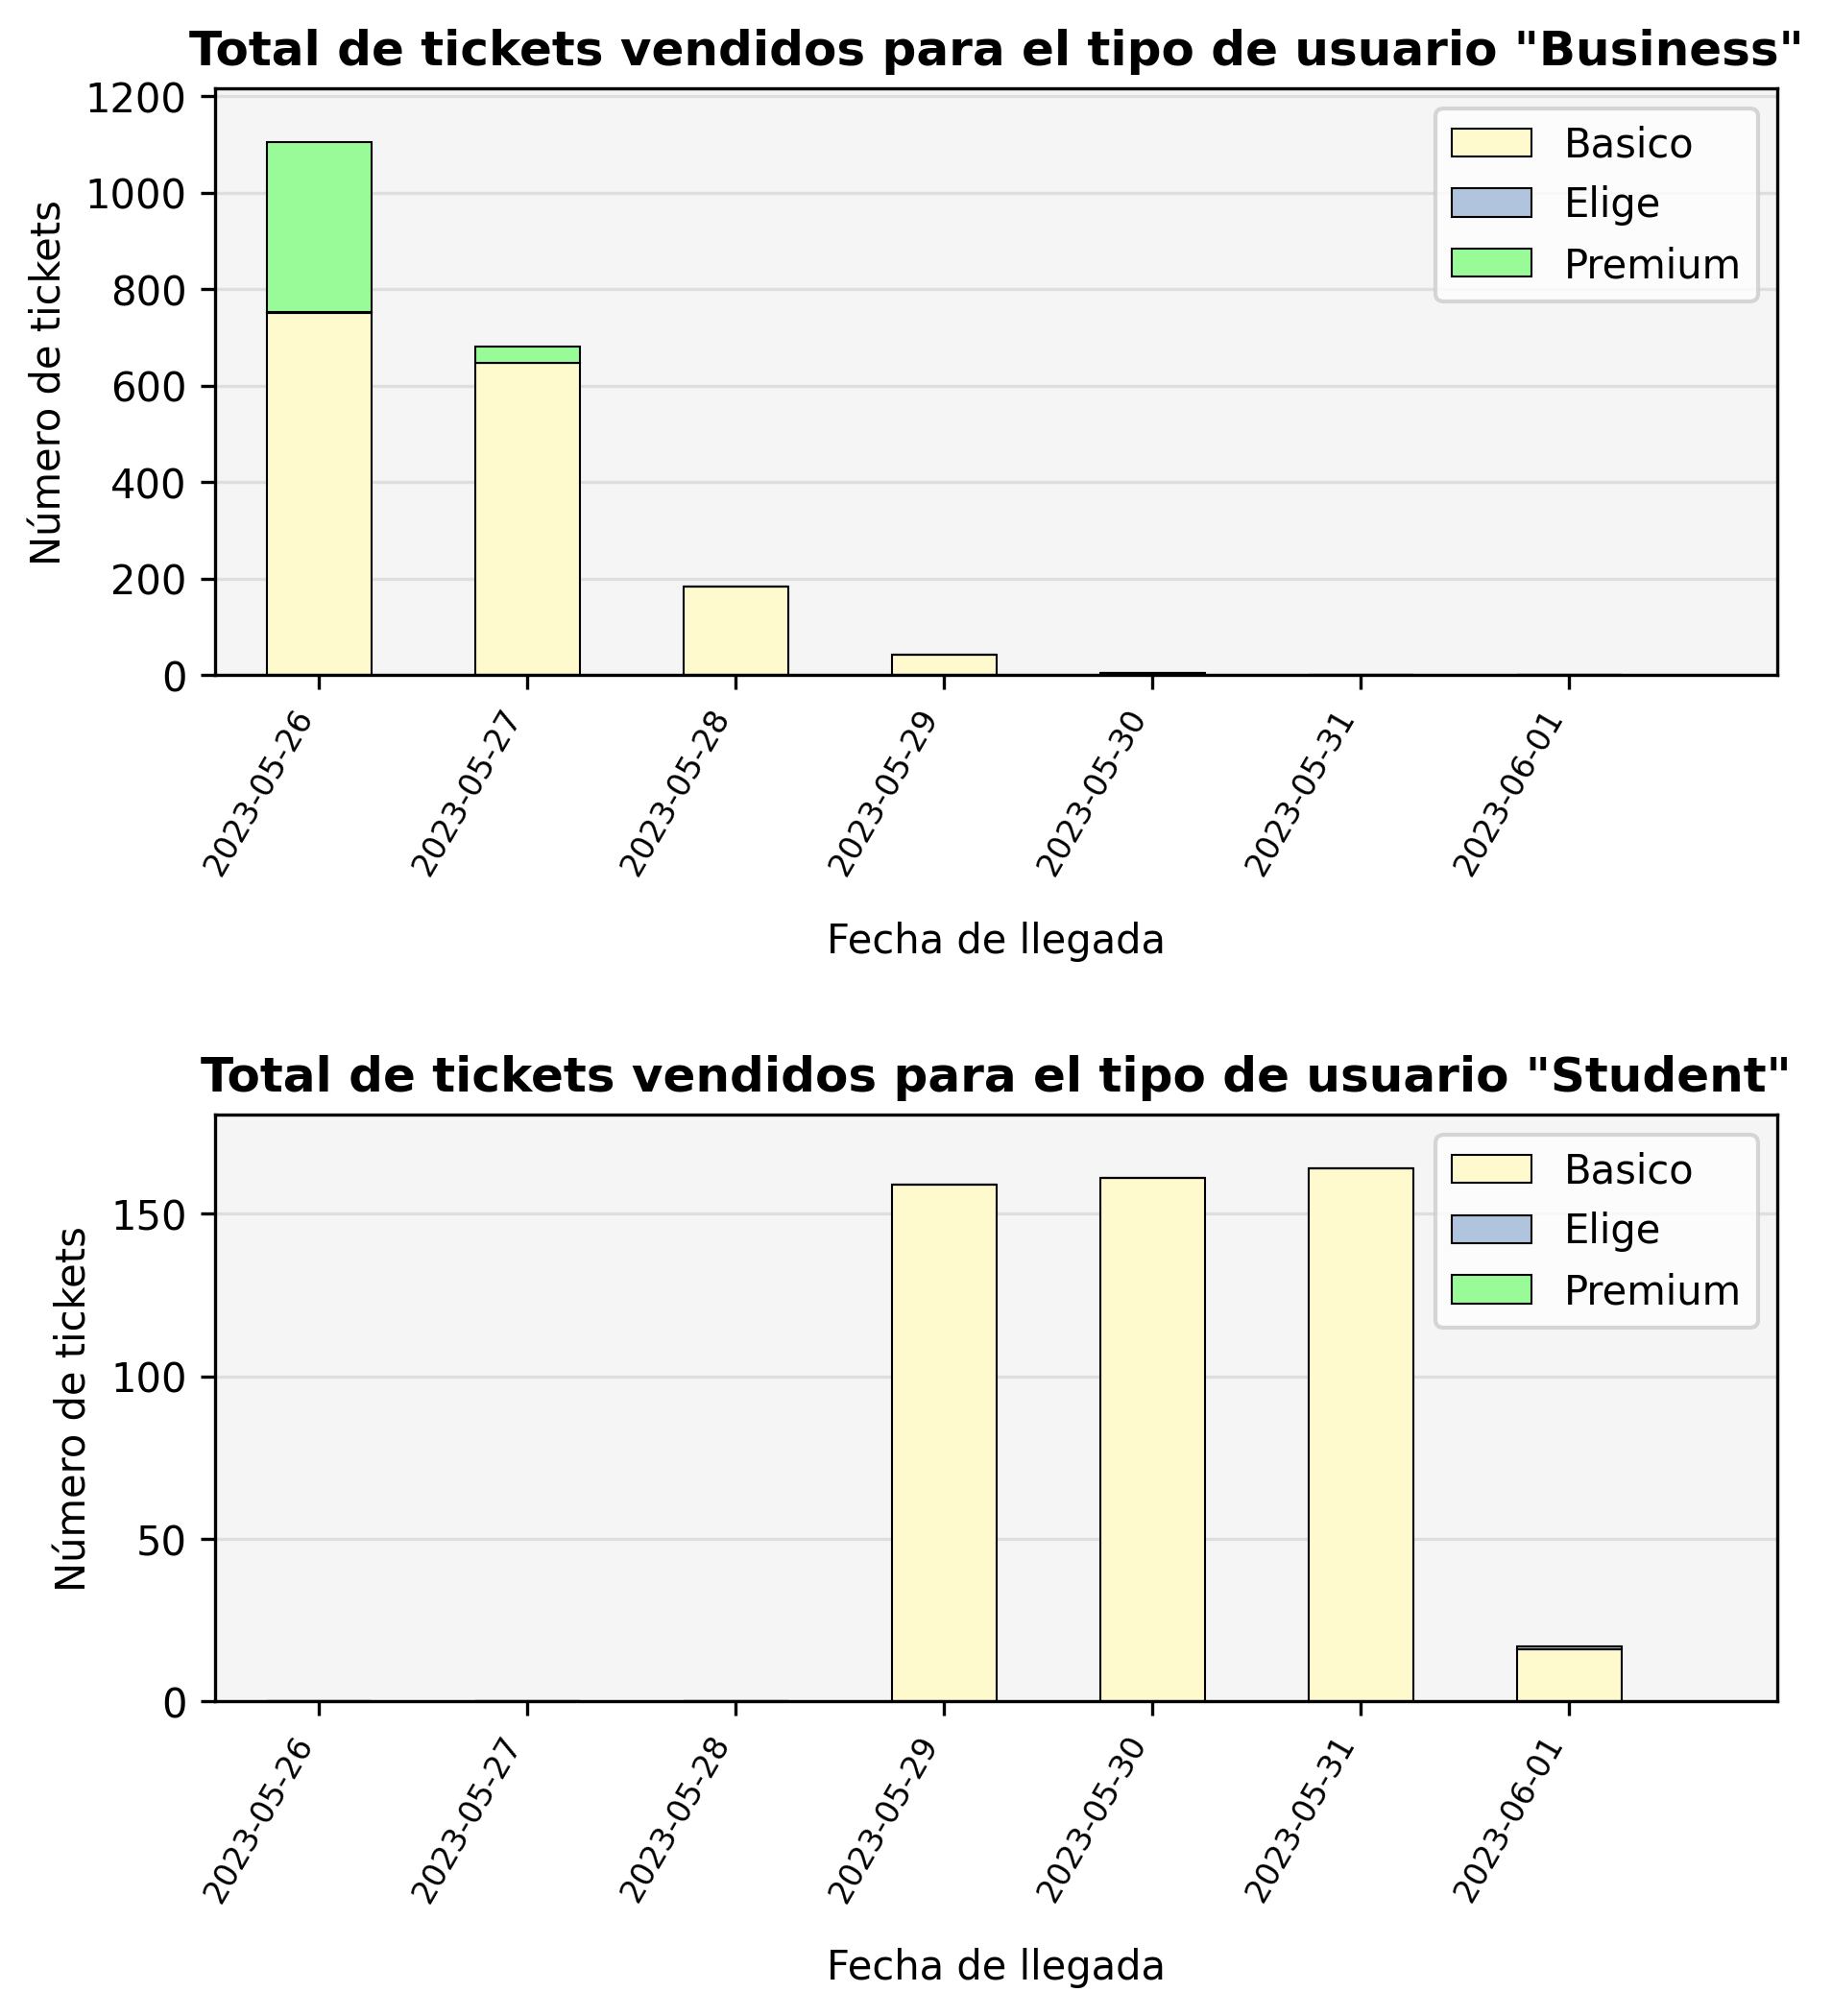 Total de tickets vendidos para el tipo de usuario "Business"
1200
1000
800
600
400
200
0
Número de tickets
Basico
Elige
Premium
2023-05-26
2023-05-27
2023-05-28
2023-05-29
2023-05-30
2023-05-31
2023-06-01
Fecha de llegada
Total de tickets vendidos para el tipo de usuario "Student"
150
100
50
0
Número de tickets
Basico
Elige
Premium
2023-05-26
2023-05-27
2023-05-28
2023-05-29
2023-05-30
2023-05-31
2023-06-01
Fecha de llegada